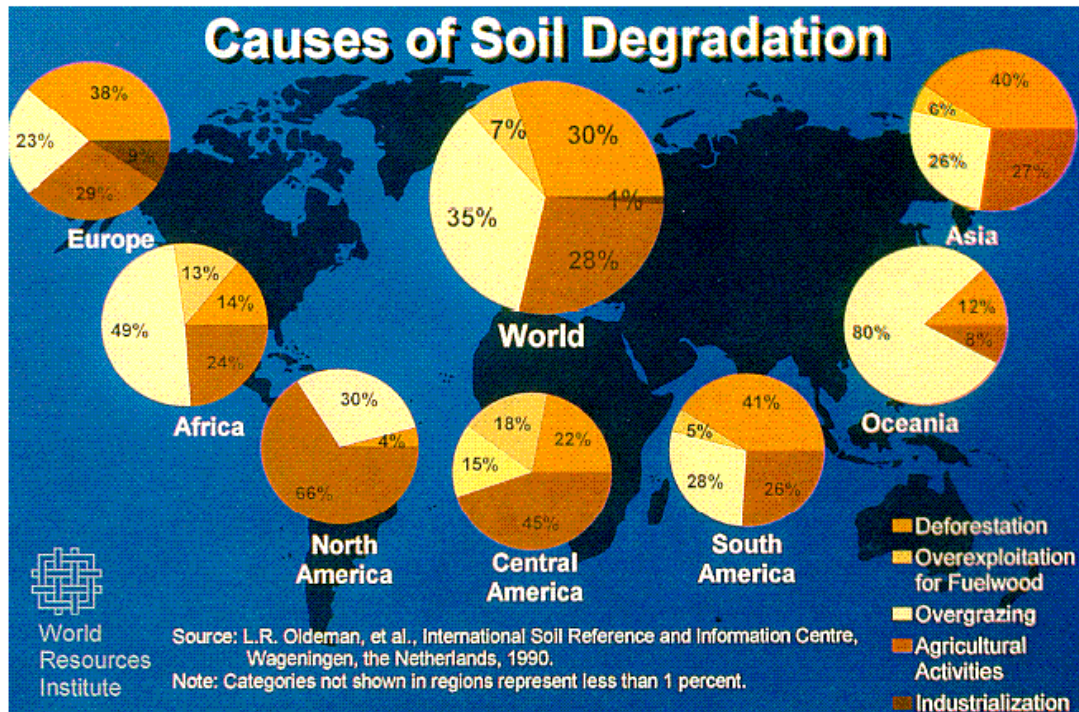 Causes of Soil Degradation
38%
23%
9%
29%
Europe
7%
30%
35%
1%
28%
World
40%
6%
26%
27%
Asia
13%
14%
49%
24%
Africa
12%
80%
8%
Oceania
30%
4%
66%
North
America
18%
22%
15%
45%
Central
America
41%
5%
28%
26%
South
America
Deforestation
Overexploitation
for Fuelwood
Overgrazing
Agricultural
Activities
Industrialization
World
Resources
Institute
Source: L.R. Oldeman, et al., International Soil Reference and Information Centre,
Wageningen, the Netherlands, 1990.
Note: Categories not shown in regions represent less than 1 percent.